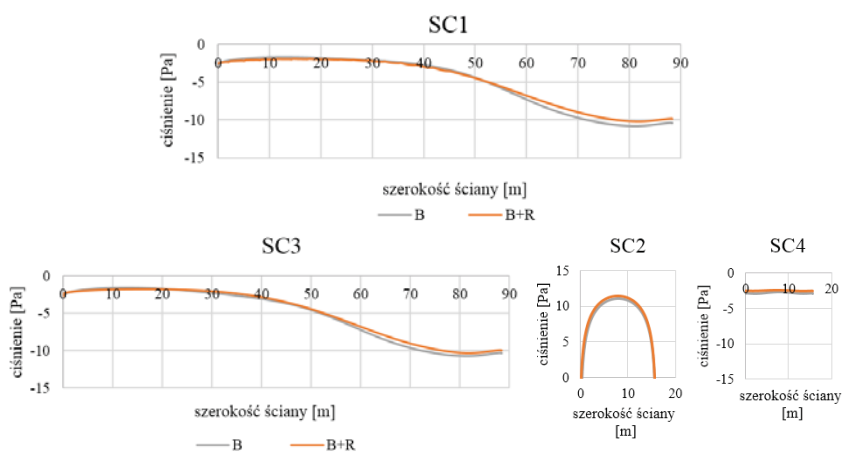 SC1
ciśnienie [Pa]
0
-5
-10
-15
0 10 20 30 40 50 60 70 80 90
szerokość ściany [m]
B B+R
SC3
ciśnienie [Pa]
0
-5
-10
-15
0 10 20 30 40 50 60 70 80 90
szerokość ściany [m]
B B+R
SC2
ciśnienie [Pa]
15
10
5
0
0 10 20
szerokość ściany
[m]
SC4
ciśnienie [Pa]
0
-5
-10
-15
0 10 20
szerokość ściany
[m]